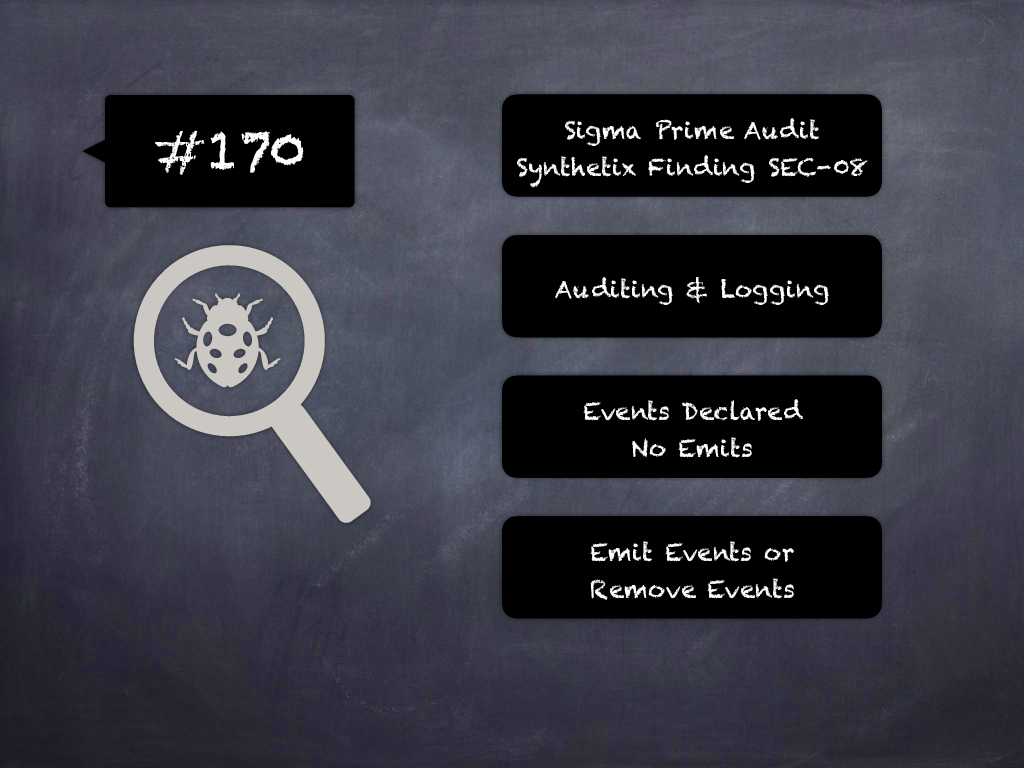 #170
Sigma Prime Audit
Synthetix Finding SEC-08
Auditing & Logging
Events Declared
No Emits
Emit Events or
Remove Events